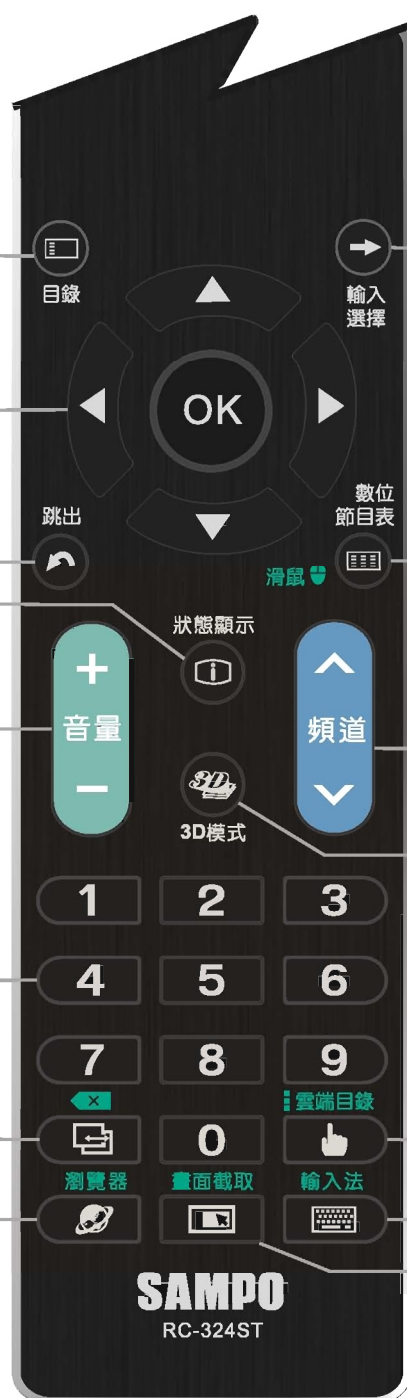 目錄
輸入
選擇
OK
跳出
數位
節目表
滑鼠
狀態顯示
+
音量
−
頻道
3D
3D模式
1 2 3
4 5 6
7 8 9
雲端目錄
0
瀏覽器 畫面截取 輸入法
SAMPO
RC-324ST